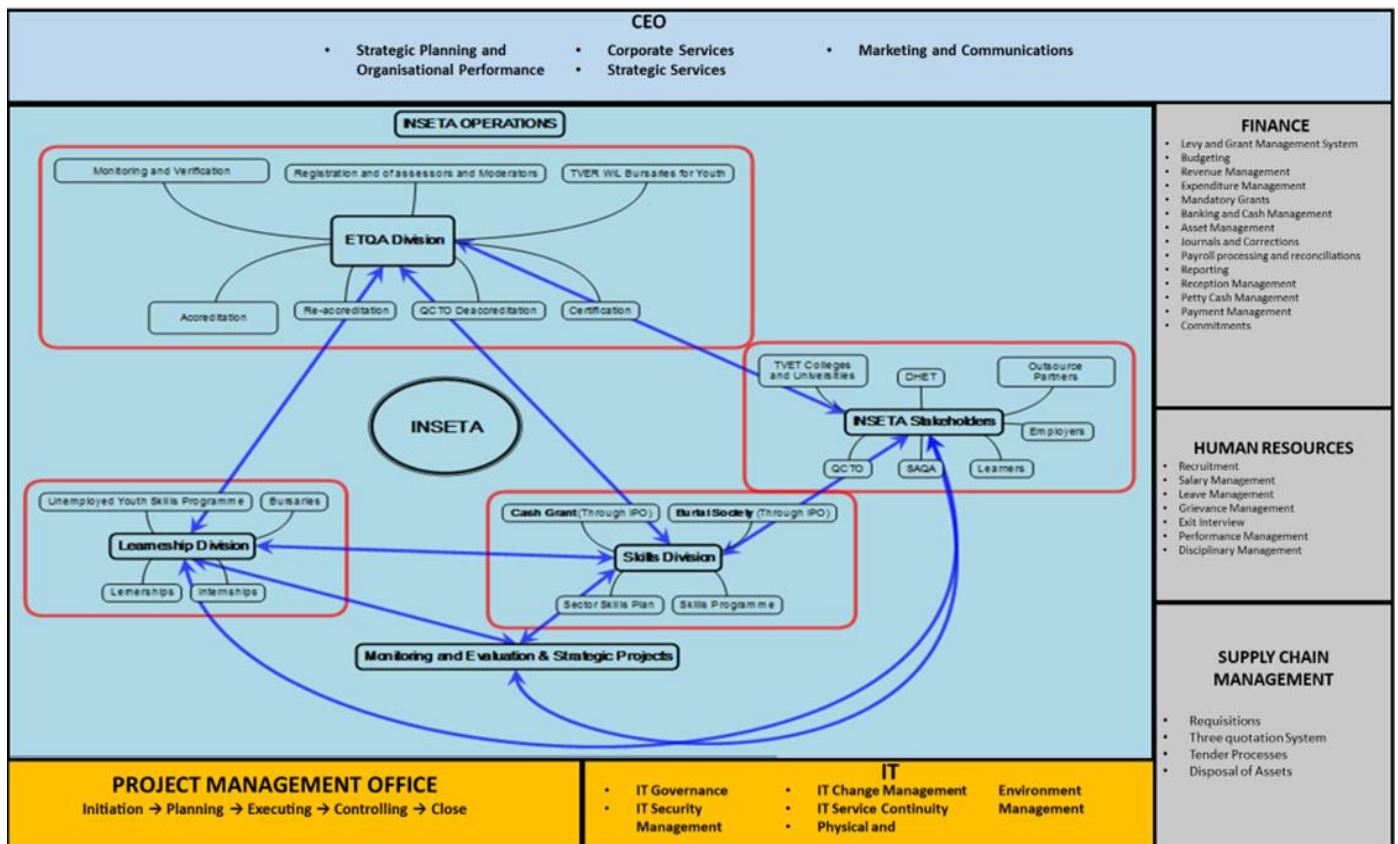 CEO
• Strategic Planning and
Organisational Performance
• Corporate Services
• Strategic Services
• Marketing and Communications
INSETA OPERATIONS
Monitoring and Verification
Registration and of assessors and Moderators
TVER WIL Bursaries for Youth
ETQA Division
Accreditation
Re-accreditation
QCTO Deaccreditation
Certification
INSETA
TVET Colleges
and Universities
DHET
Outsource
Partners
INSETA Stakeholders
Employers
QCTO
SAQA
Learners
Unemployed Youth Skills Programme
Bursaries
Learneship Division
Lernerships
Internships
Cash Grant (Through IPO)
Burial Society (Through IPO)
Skills Division
Sector Skills Plan
Skills Programme
Monitoring and Evaluation & Strategic Projects
FINANCE
• Levy and Grant Management System
• Budgeting
• Revenue Management
• Expenditure Management
• Mandatory Grants
• Banking and Cash Management
• Asset Management
• Journals and Corrections
• Payroll processing and reconciliations
• Reporting
• Reception Management
• Petty Cash Management
• Payment Management
• Commitments
HUMAN RESOURCES
• Recruitment
• Salary Management
• Leave Management
• Grievance Management
• Exit Interview
• Performance Management
• Disciplinary Management
SUPPLY CHAIN
MANAGEMENT
• Requisitions
• Three quotation System
• Tender Processes
• Disposal of Assets
PROJECT MANAGEMENT OFFICE
Initiation → Planning → Executing → Controlling → Close
IT
• IT Governance
• IT Security
Management
• IT Change Management
• IT Service Continuity
• Physical and
Environment
Management